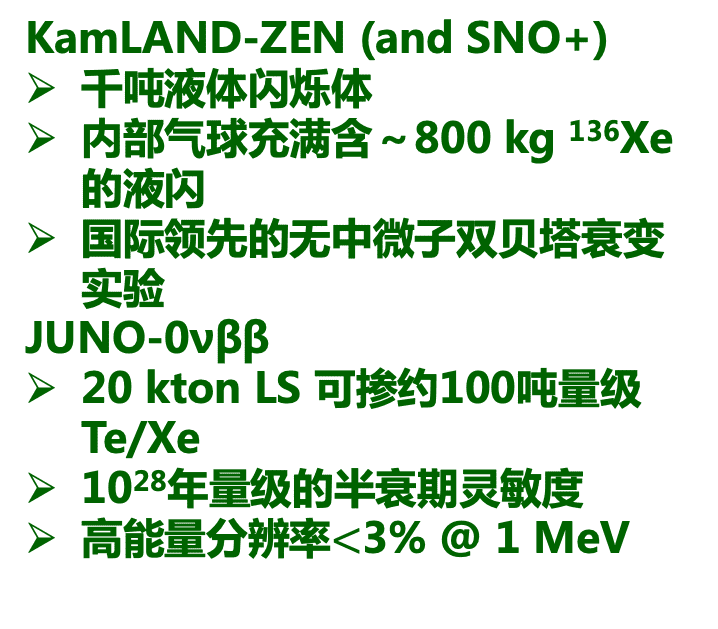 KamLAND-ZEN (and SNO+)
➢ 千吨液体闪烁体
➢ 内部气球充满含～800 kg ¹³⁶Xe
的液闪
➢ 国际领先的无中微子双贝塔衰变
实验
JUNO-0νββ
➢ 20 kton LS 可掺约100吨量级
Te/Xe
➢ 10²⁸年量级的半衰期灵敏度
➢ 高能量分辨率<3% @ 1 MeV